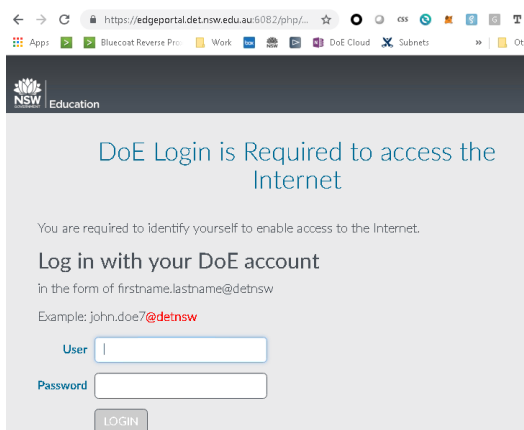 https://edgeportal.det.nsw.edu.au:6082/php/...
css
T
Apps
Bluecoat Reverse Pro
Work
DoE Cloud
Subnets
»
Ot
NSW
GOVERNMENT
Education
DoE Login is Required to access the
Internet
You are required to identify yourself to enable access to the Internet.
Log in with your DoE account
in the form of firstname.lastname@detnsw
Example: john.doe7@detnsw
User
Password
LOGIN